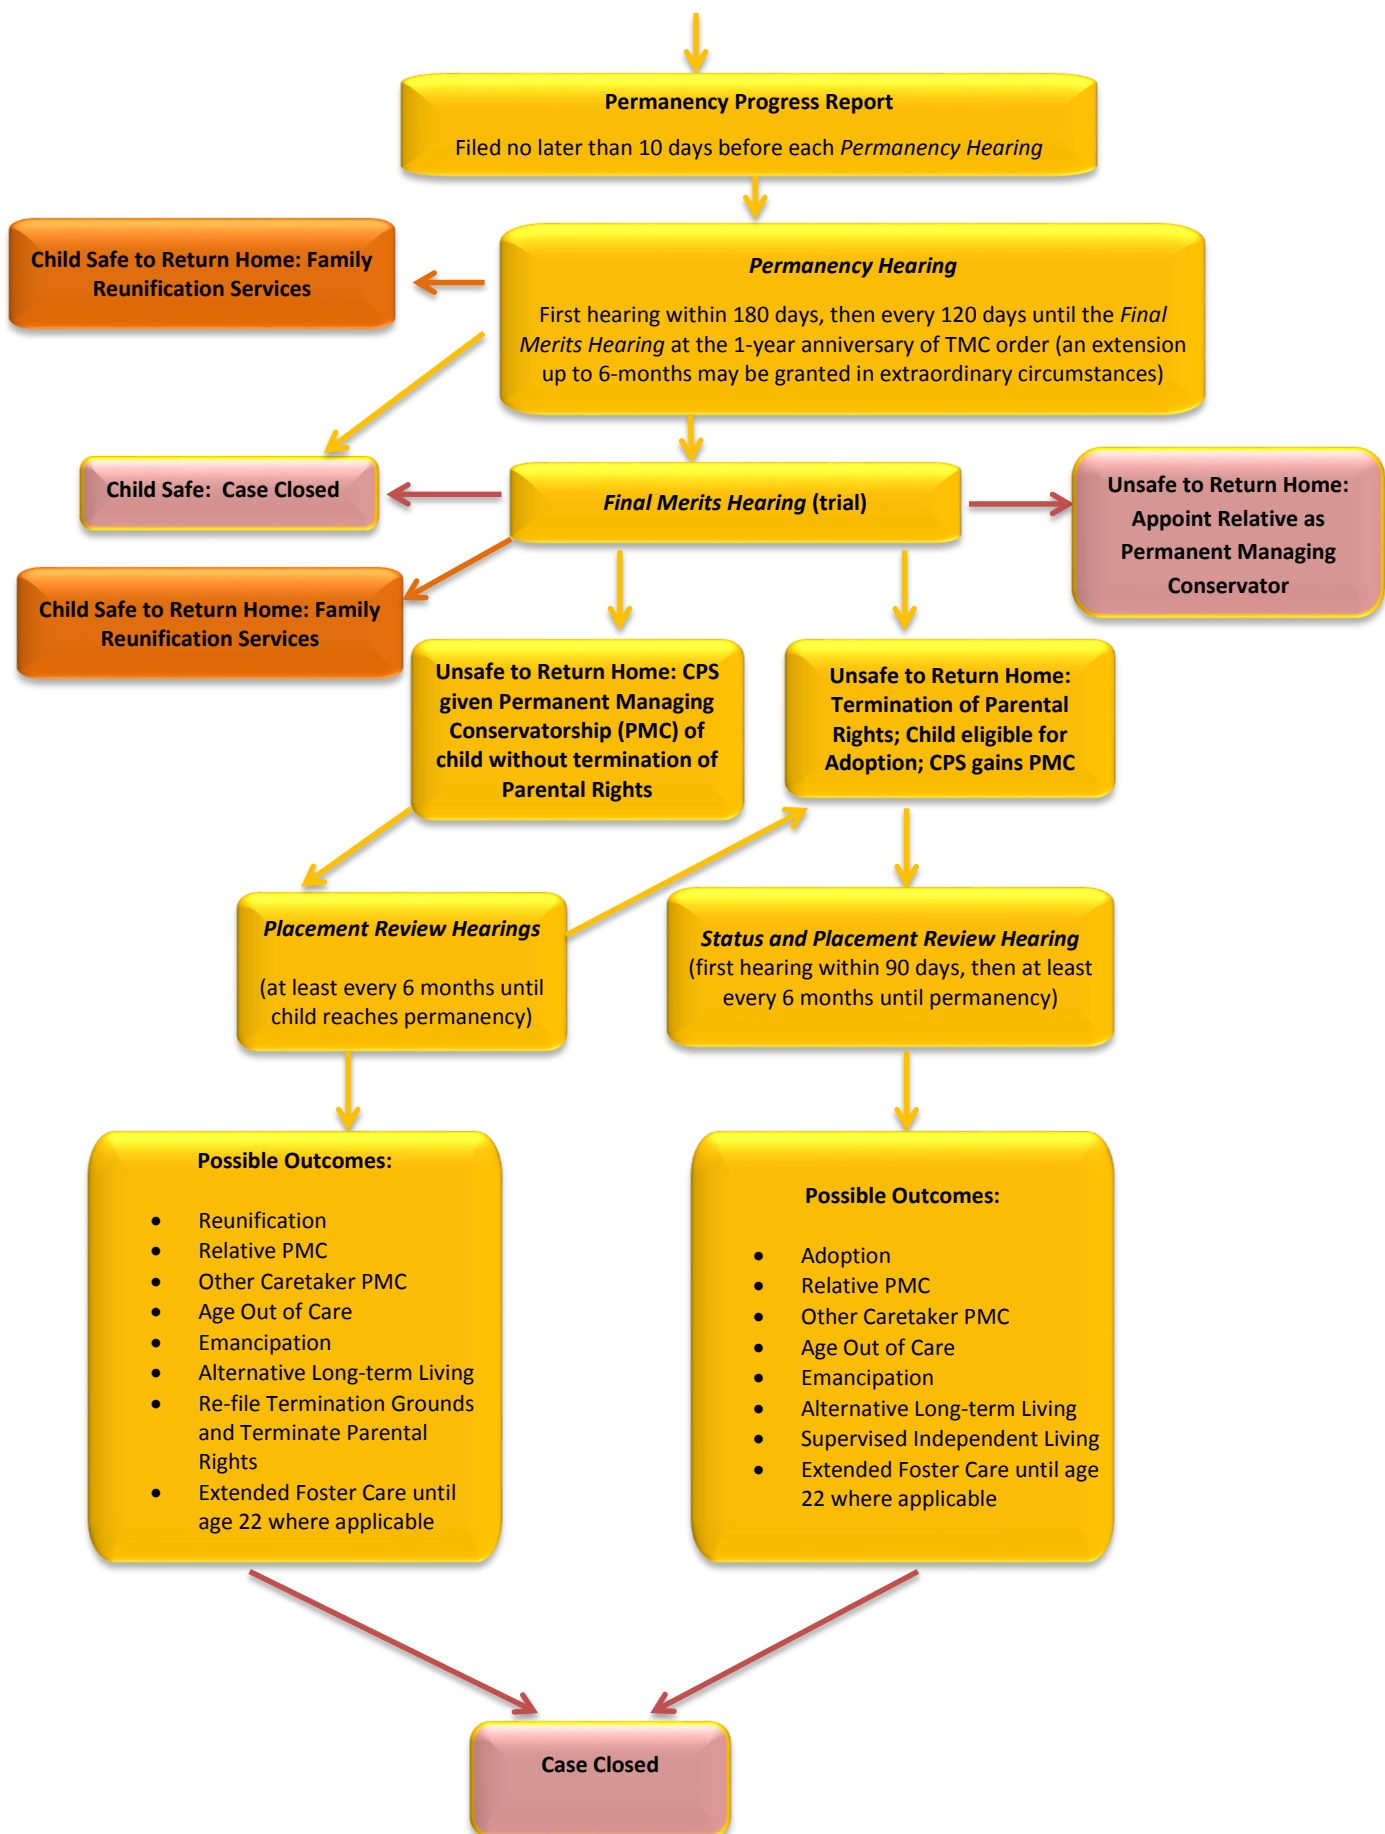 Permanency Progress Report
Filed no later than 10 days before each Permanency Hearing
Child Safe to Return Home: Family
Reunification Services
Permanency Hearing
First hearing within 180 days, then every 120 days until the Final
Merits Hearing at the 1-year anniversary of TMC order (an extension
up to 6-months may be granted in extraordinary circumstances)
Child Safe: Case Closed
Final Merits Hearing (trial)
Unsafe to Return Home:
Appoint Relative as
Permanent Managing
Conservator
Child Safe to Return Home: Family
Reunification Services
Unsafe to Return Home: CPS
given Permanent Managing
Conservatorship (PMC) of
child without termination of
Parental Rights
Unsafe to Return Home:
Termination of Parental
Rights; Child eligible for
Adoption; CPS gains PMC
Placement Review Hearings
(at least every 6 months until
child reaches permanency)
Status and Placement Review Hearing
(first hearing within 90 days, then at least
every 6 months until permanency)
Possible Outcomes:
• Reunification
• Relative PMC
• Other Caretaker PMC
• Age Out of Care
• Emancipation
• Alternative Long-term Living
• Re-file Termination Grounds
and Terminate Parental
Rights
• Extended Foster Care until
age 22 where applicable
Possible Outcomes:
• Adoption
• Relative PMC
• Other Caretaker PMC
• Age Out of Care
• Emancipation
• Alternative Long-term Living
• Supervised Independent Living
• Extended Foster Care until age
22 where applicable
Case Closed